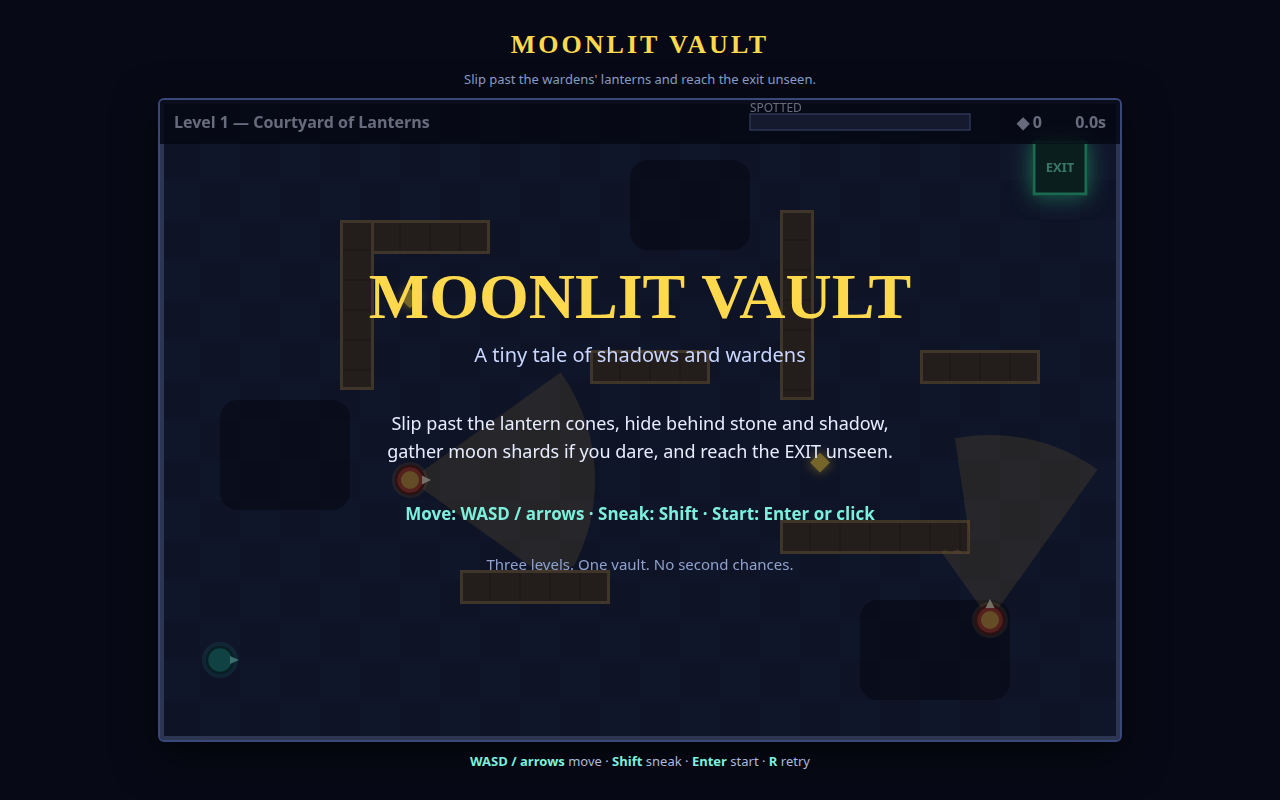 MOONLIT VAULT
Slip past the wardens' lanterns and reach the exit unseen.
Level 1 — Courtyard of Lanterns
SPOTTED
◆ 0
0.0s
EXIT
MOONLIT VAULT
A tiny tale of shadows and wardens
Slip past the lantern cones, hide behind stone and shadow,
gather moon shards if you dare, and reach the EXIT unseen.
Move: WASD / arrows · Sneak: Shift · Start: Enter or click
Three levels. One vault. No second chances.
WASD / arrows move · Shift sneak · Enter start · R retry